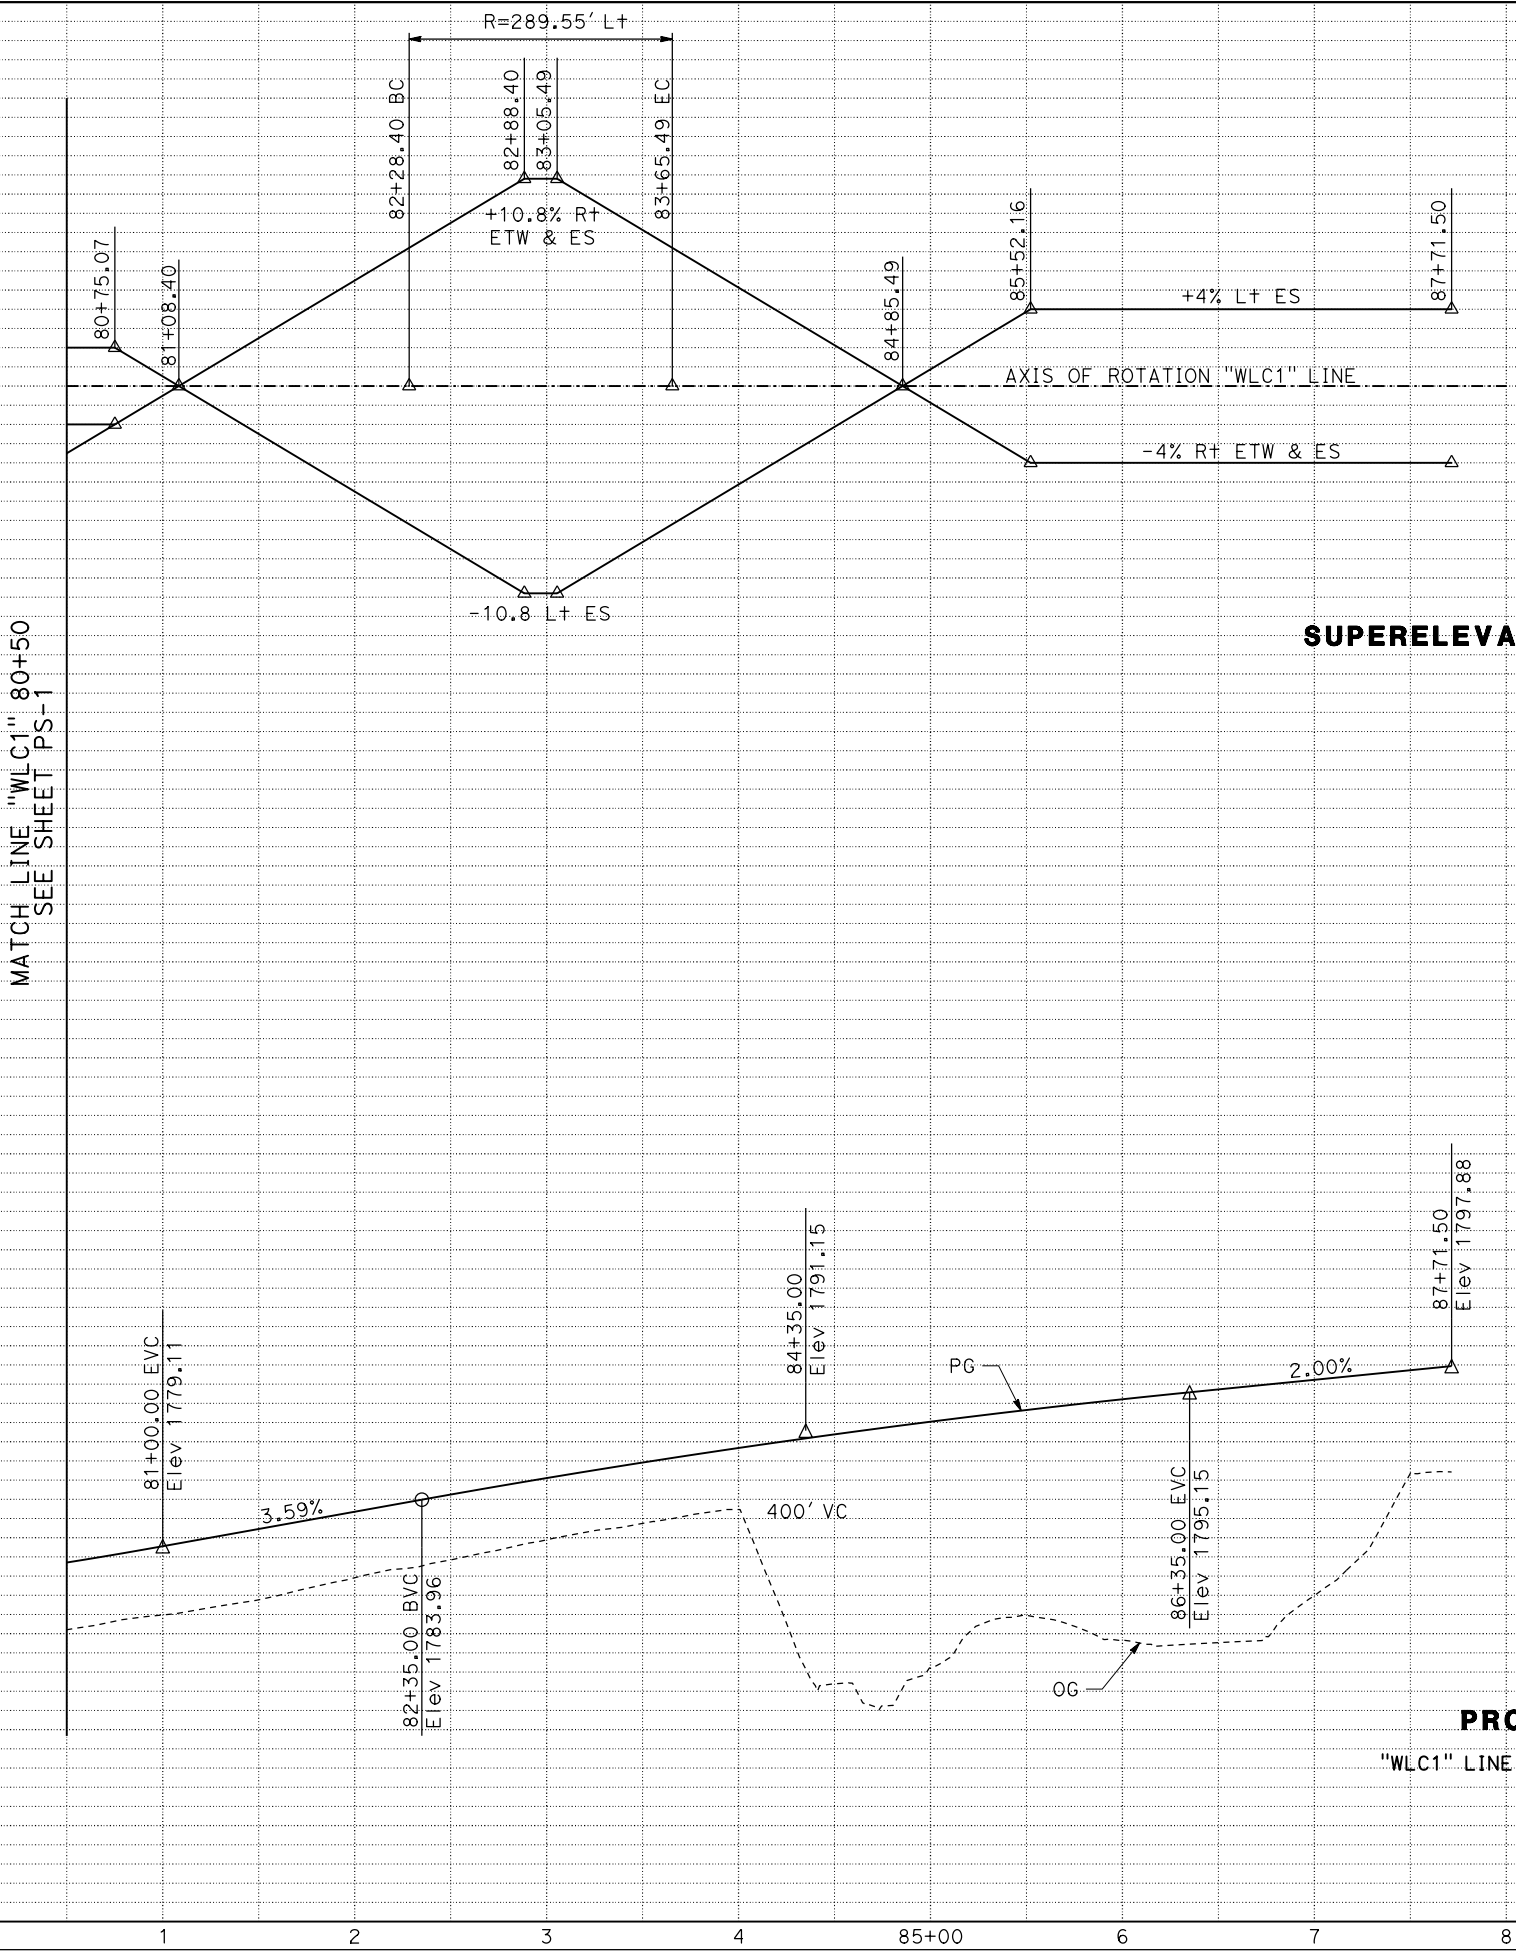 R=289.55' Lt
82+28.40 BC
82+88.40
83+05.49
83+65.49 EC
+10.8% Rt
ETW & ES
80+75.07
81+08.40
84+85.49
85+52.16
87+71.50
+4% Lt ES
AXIS OF ROTATION "WLC1" LINE
-4% Rt ETW & ES
-10.8 Lt ES
SUPERELEVA
MATCH LINE "WLC1" 80+50
SEE SHEET PS-1
81+00.00 EVC
Elev 1779.11
3.59%
82+35.00 BVC
Elev 1783.96
84+35.00
Elev 1791.15
400' VC
PG
86+35.00 EVC
Elev 1795.15
2.00%
87+71.50
Elev 1797.88
OG
PRO
"WLC1" LINE
1 2 3 4 85+00 6 7 8